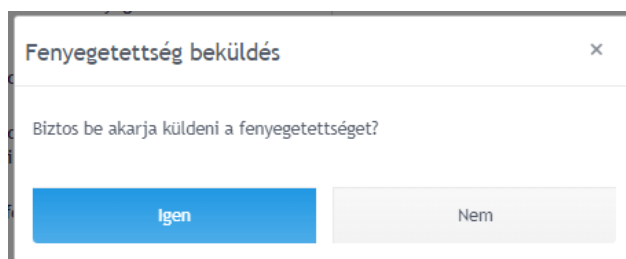 Fenyegetettség beküldés
Biztos be akarja küldeni a fenyegetettséget?
Igen
Nem